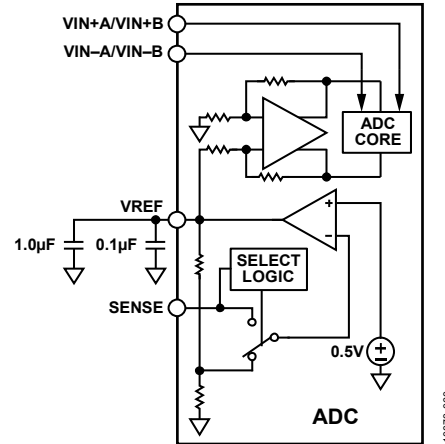 VIN+A/VIN+B
VIN–A/VIN–B
ADC
CORE
VREF
1.0µF
0.1µF
+
–
SELECT
LOGIC
SENSE
0.5V
+
–
ADC